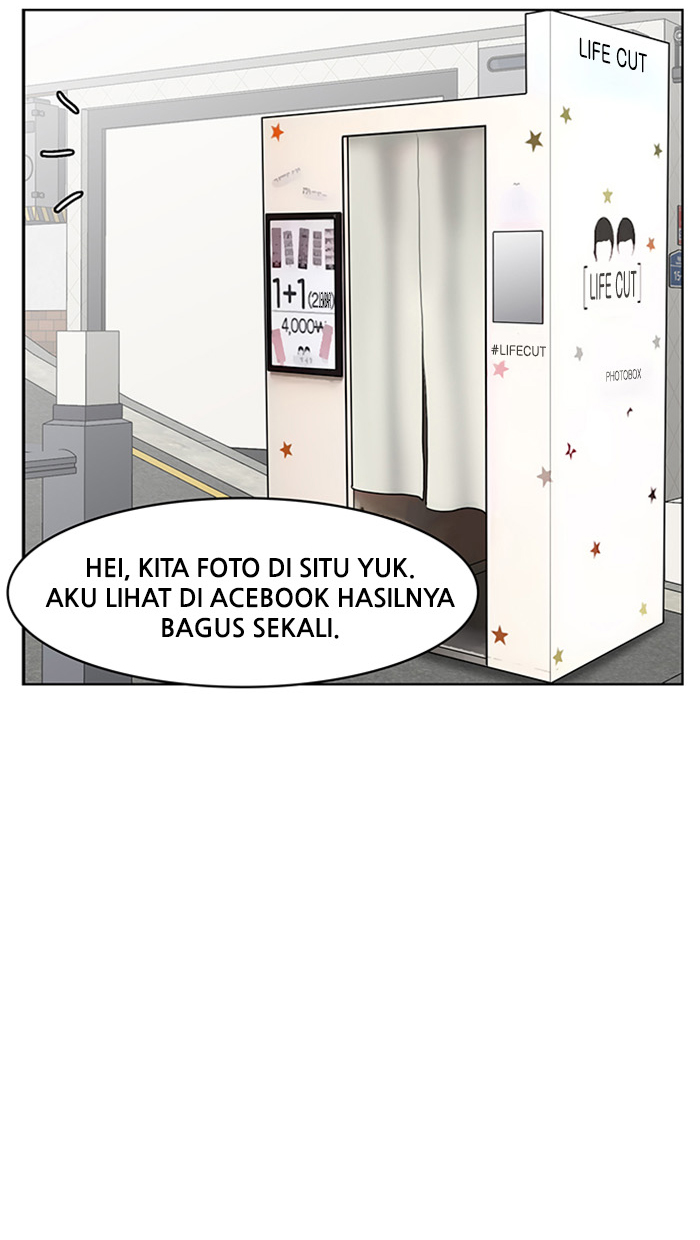 LIFE CUT
[LIFE CUT]
1+1 (2LEMBAR)
4,000₩
#LIFECUT
PHOTOBOX
HEI, KITA FOTO DI SITU YUK.
AKU LIHAT DI ACEBOOK HASILNYA
BAGUS SEKALI.